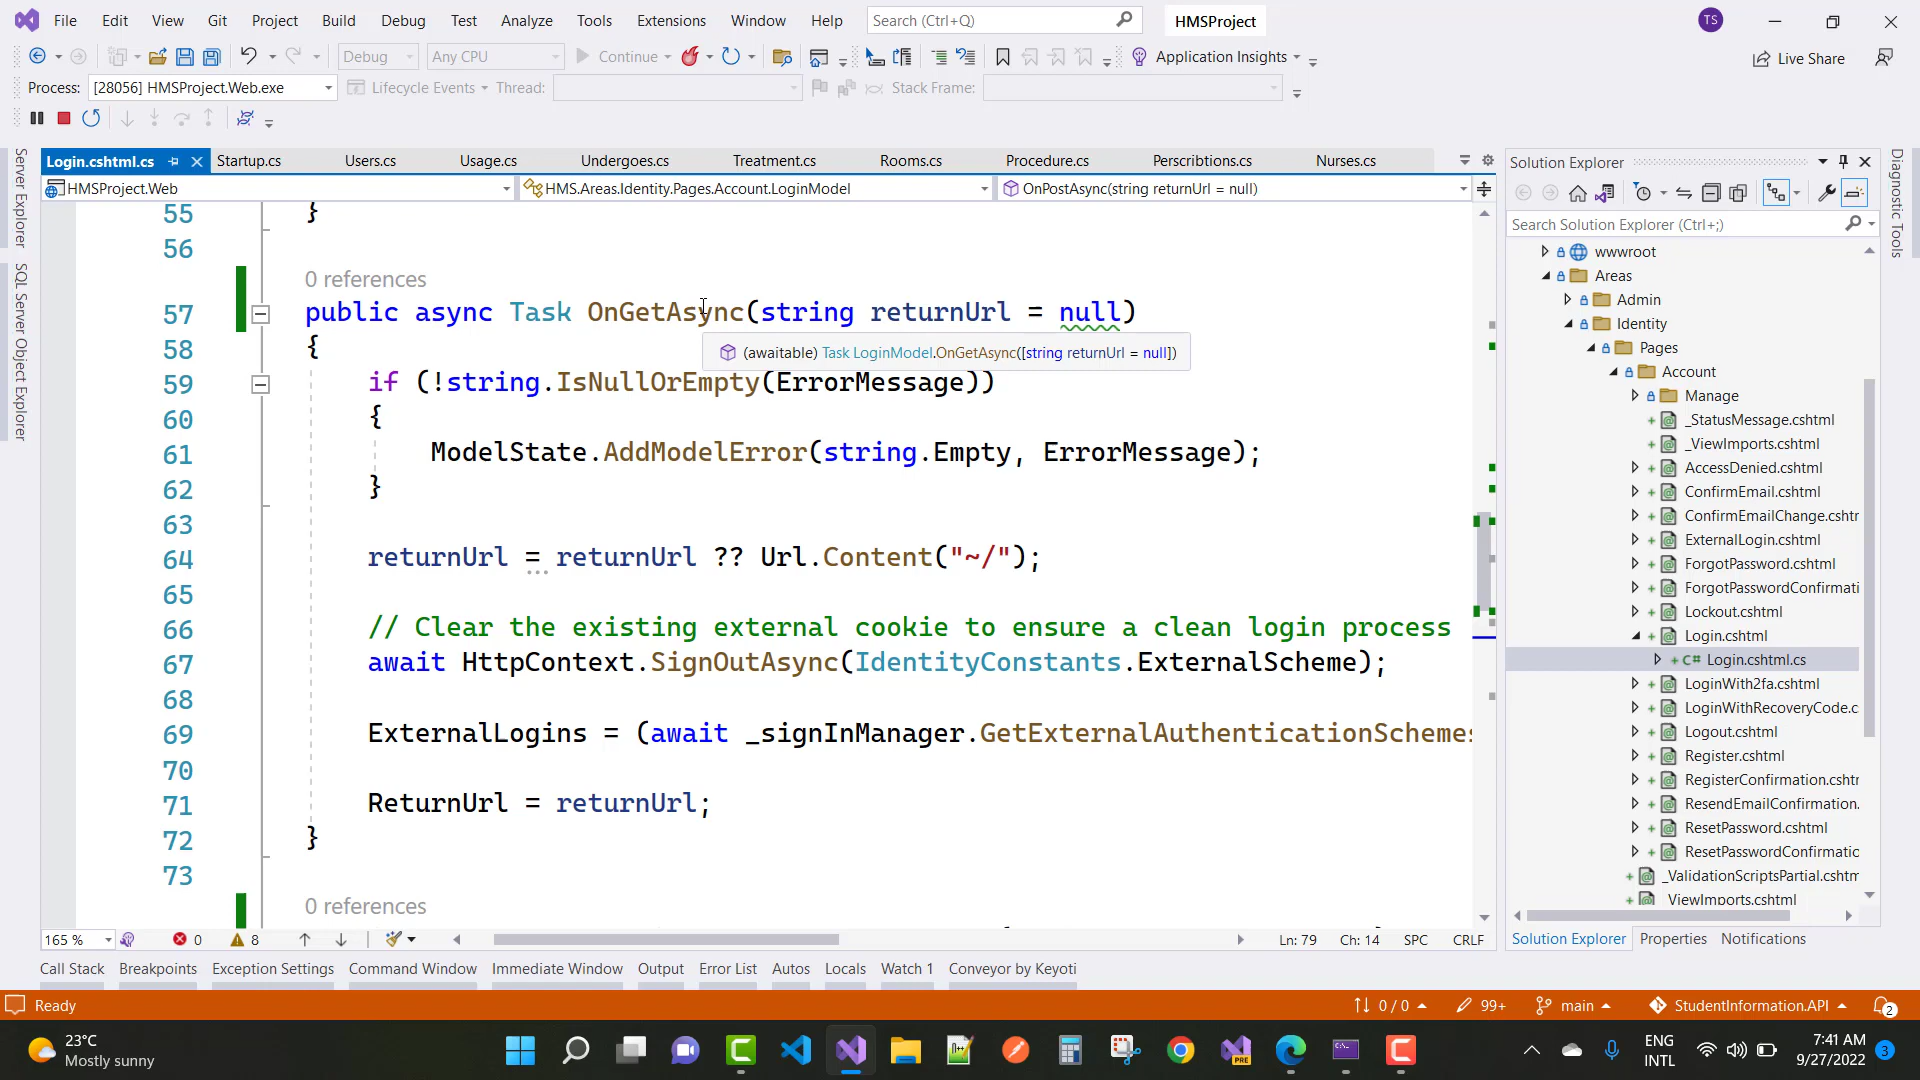 File Edit View Git Project Build Debug Test Analyze Tools Extensions Window Help Search (Ctrl+Q) HMSProject TS
Debug Any CPU Continue Application Insights Live Share
Process: [28056] HMSProject.Web.exe Lifecycle Events Thread: Stack Frame:
Server Explorer
SQL Server Object Explorer
Login.cshtml.cs Startup.cs Users.cs Usage.cs Undergoes.cs Treatment.cs Rooms.cs Procedure.cs Perscribtions.cs Nurses.cs
HMSProject.Web HMS.Areas.Identity.Pages.Account.LoginModel OnPostAsync(string returnUrl = null)
55 }
56
0 references
57 public async Task OnGetAsync(string returnUrl = null)
58 {
(awaitable) Task LoginModel.OnGetAsync([string returnUrl = null])
59 if (!string.IsNullOrEmpty(ErrorMessage))
60 {
61 ModelState.AddModelError(string.Empty, ErrorMessage);
62 }
63
64 returnUrl = returnUrl ?? Url.Content("~/");
65
66 // Clear the existing external cookie to ensure a clean login process
67 await HttpContext.SignOutAsync(IdentityConstants.ExternalScheme);
68
69 ExternalLogins = (await _signInManager.GetExternalAuthenticationSchemes
70
71 ReturnUrl = returnUrl;
72 }
73
0 references
165 % 0 8 Ln: 79 Ch: 14 SPC CRLF
Solution Explorer
Search Solution Explorer (Ctrl+;)
wwwroot
Areas
Admin
Identity
Pages
Account
Manage
_StatusMessage.cshtml
_ViewImports.cshtml
AccessDenied.cshtml
ConfirmEmail.cshtml
ConfirmEmailChange.cshtr
ExternalLogin.cshtml
ForgotPassword.cshtml
ForgotPasswordConfirmati
Lockout.cshtml
Login.cshtml
C# Login.cshtml.cs
LoginWith2fa.cshtml
LoginWithRecoveryCode.c
Logout.cshtml
Register.cshtml
RegisterConfirmation.cshtr
ResendEmailConfirmation.
ResetPassword.cshtml
ResetPasswordConfirmatic
_ValidationScriptsPartial.cshtm
_ViewImports.cshtml
Solution Explorer Properties Notifications
Diagnostic Tools
Call Stack Breakpoints Exception Settings Command Window Immediate Window Output Error List Autos Locals Watch 1 Conveyor by Keyoti
Ready 0 / 0 99+ main StudentInformation.API 2
23°C
Mostly sunny
PRE
ENG
INTL
7:41 AM
9/27/2022
3